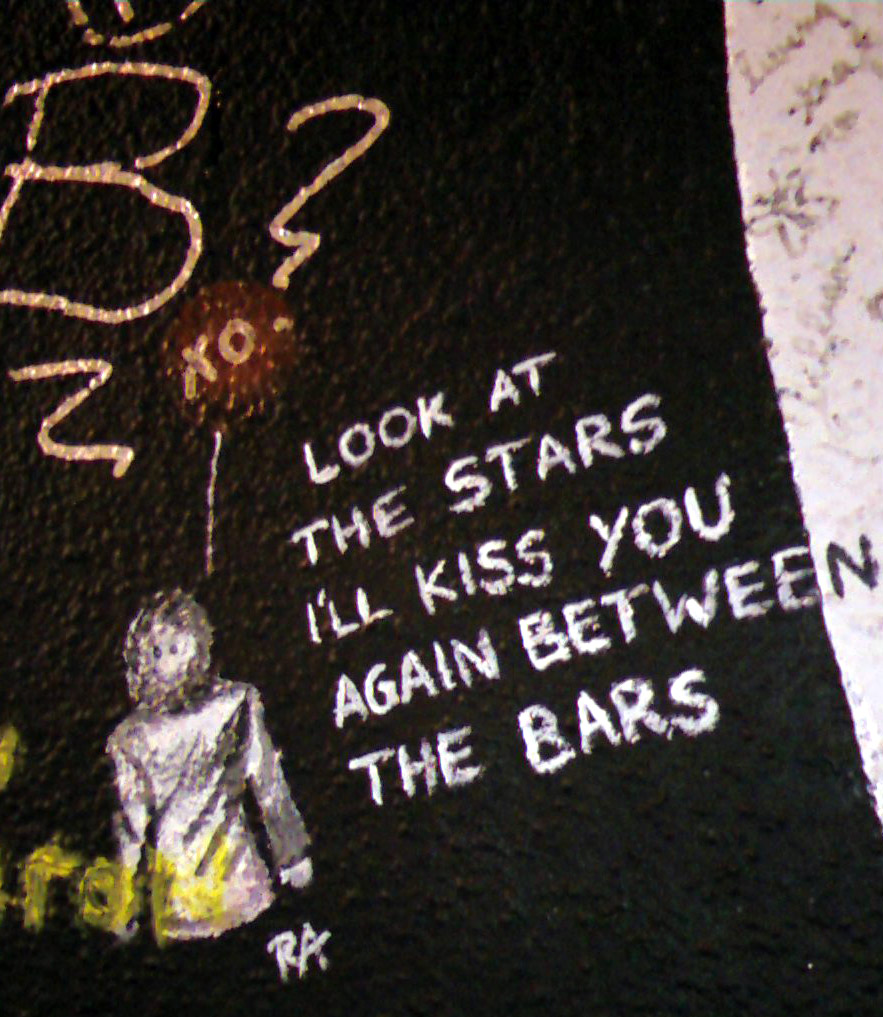 B?
XO
LOOK AT
THE STARS
I'LL KISS YOU
AGAIN BETWEEN
THE BARS
RA